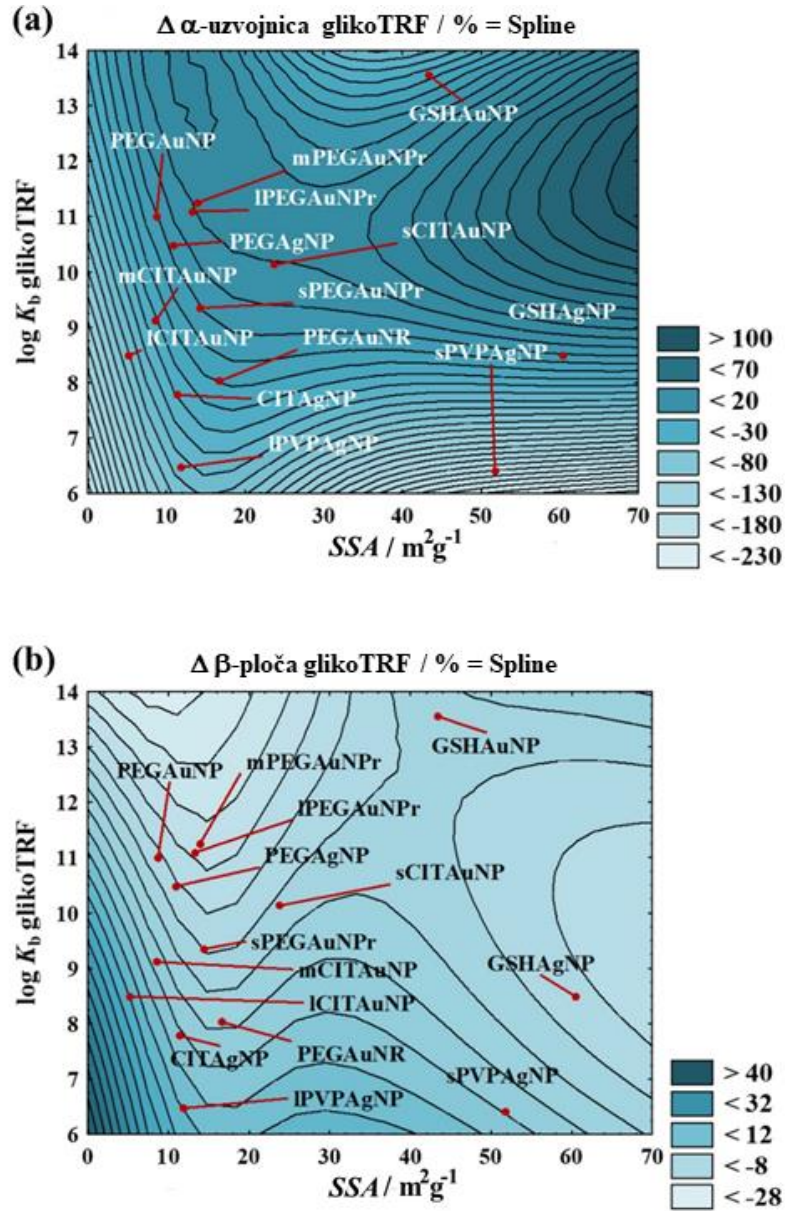 (a)
Δ α-uzvojnica glikoTRF / % = Spline
log K_b glikoTRF
14
13
12
11
10
9
8
7
6
GSHAuNP
PEGAuNP
mPEGAuNPr
lPEGAuNPr
sCITAuNP
PEGAgNP
mCITAuNP
sPEGAuNPr
GSHAgNP
lCITAuNP
PEGAuNR
sPVPAgNP
CITAgNP
lPVPAgNP
0 10 20 30 40 50 60 70
SSA / m²g⁻¹
> 100
< 70
< 20
< -30
< -80
< -130
< -180
< -230
(b)
Δ β-ploča glikoTRF / % = Spline
log K_b glikoTRF
14
13
12
11
10
9
8
7
6
GSHAuNP
PEGAuNP
mPEGAuNPr
lPEGAuNPr
PEGAgNP
sCITAuNP
sPEGAuNPr
mCITAuNP
GSHAgNP
lCITAuNP
CITAgNP
PEGAuNR
sPVPAgNP
lPVPAgNP
0 10 20 30 40 50 60 70
SSA / m²g⁻¹
> 40
< 32
< 12
< -8
< -28